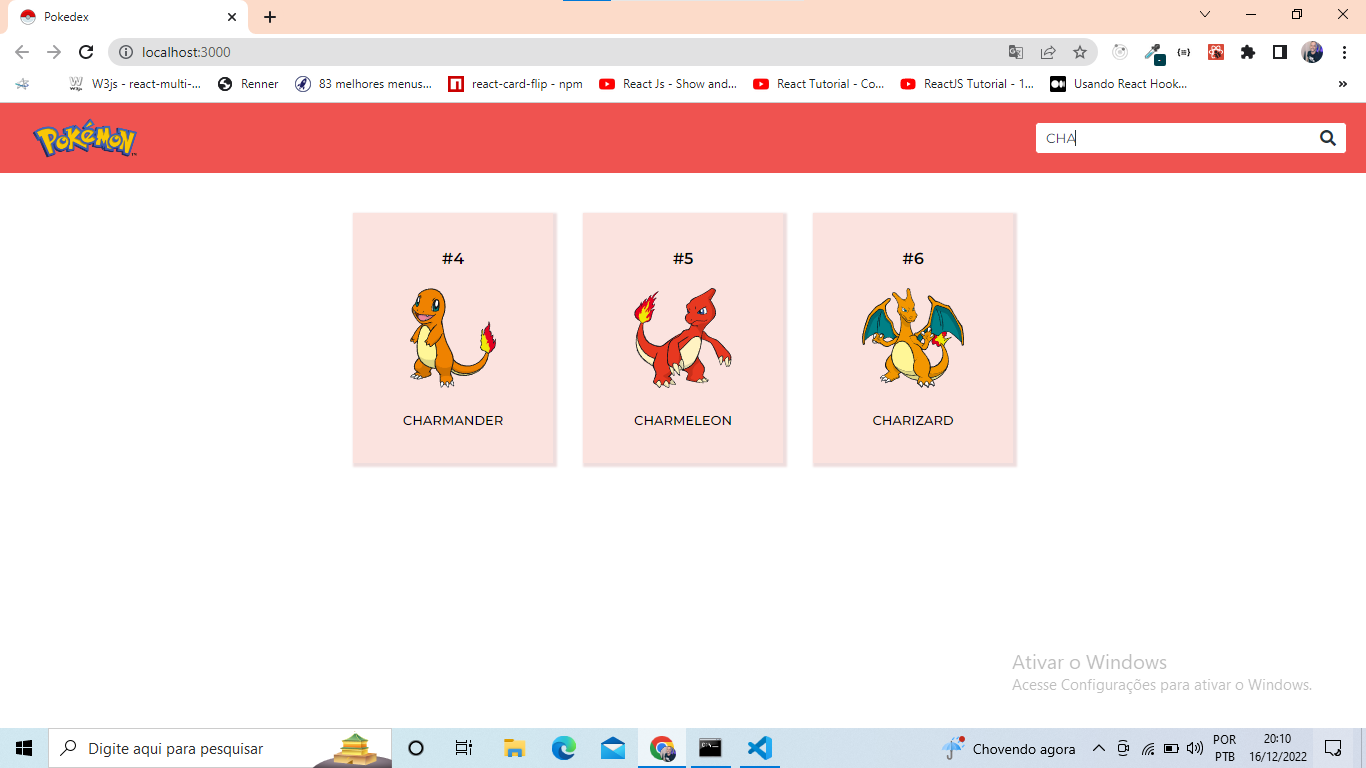 Pokedex
localhost:3000
W3js - react-multi-... Renner 83 melhores menus... react-card-flip - npm React Js - Show and... React Tutorial - Co... ReactJS Tutorial - 1... Usando React Hook... »
POKéMON
CHA
#4 #5 #6
CHARMANDER CHARMELEON CHARIZARD
Ativar o Windows
Acesse Configurações para ativar o Windows.
Digite aqui para pesquisar
Chovendo agora
POR
PTB
20:10
16/12/2022